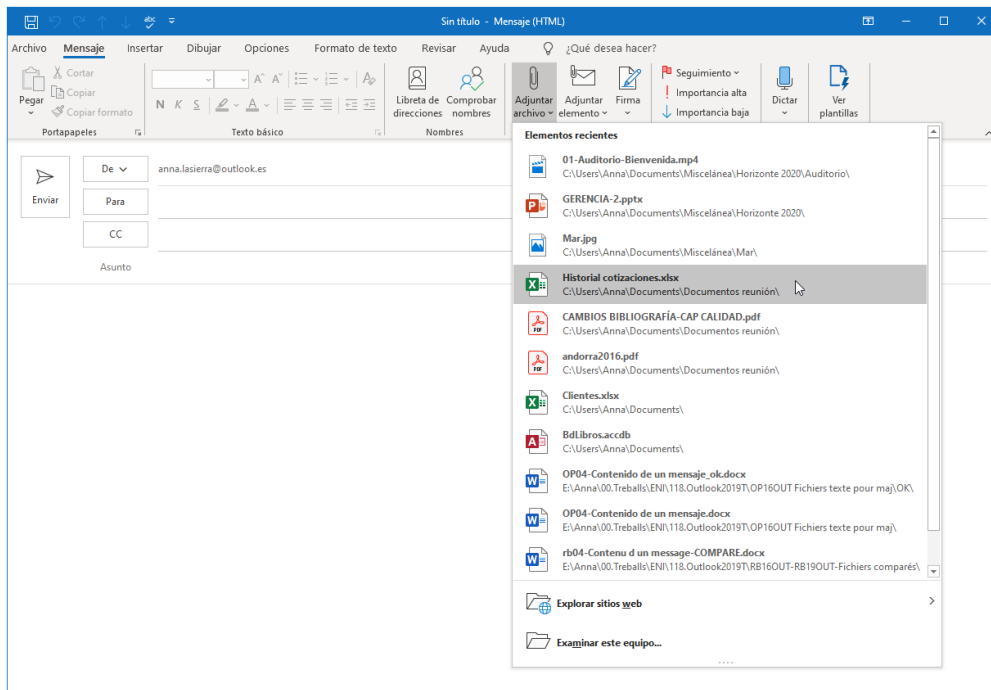 abc
Sin título - Mensaje (HTML)
Archivo Mensaje Insertar Dibujar Opciones Formato de texto Revisar Ayuda ¿Qué desea hacer?
Pegar
Cortar
Copiar
Copiar formato
Portapapeles
N K S A A A A
Texto básico
Libreta de direcciones
Comprobar nombres
Nombres
Adjuntar archivo
Adjuntar elemento
Firma
Seguimiento
Importancia alta
Importancia baja
Dictar
Ver plantillas
Enviar
De
anna.lasierra@outlook.es
Para
CC
Asunto
Elementos recientes
01-Auditorio-Bienvenida.mp4
C:\Users\Anna\Documents\Miscelánea\Horizonte 2020\Auditorio\
GERENCIA-2.pptx
C:\Users\Anna\Documents\Miscelánea\Horizonte 2020\
Mar.jpg
C:\Users\Anna\Documents\Miscelánea\Mar\
Historial cotizaciones.xlsx
C:\Users\Anna\Documents\Documentos reunión\
CAMBIOS BIBLIOGRAFÍA-CAP CALIDAD.pdf
C:\Users\Anna\Documents\Documentos reunión\
andorra2016.pdf
C:\Users\Anna\Documents\Documentos reunión\
Clientes.xlsx
C:\Users\Anna\Documents\
BdLibros.accdb
C:\Users\Anna\Documents\
OP04-Contenido de un mensaje_ok.docx
E:\Anna\00.Treballs\ENI\118.Outlook2019T\OP16OUT Fichiers texte pour maj\OK\
OP04-Contenido de un mensaje.docx
E:\Anna\00.Treballs\ENI\118.Outlook2019T\OP16OUT Fichiers texte pour maj\
rb04-Contenu d un message-COMPARE.docx
E:\Anna\00.Treballs\ENI\118.Outlook2019T\RB16OUT-RB19OUT-Fichiers comparés\
Explorar sitios web
Examinar este equipo...